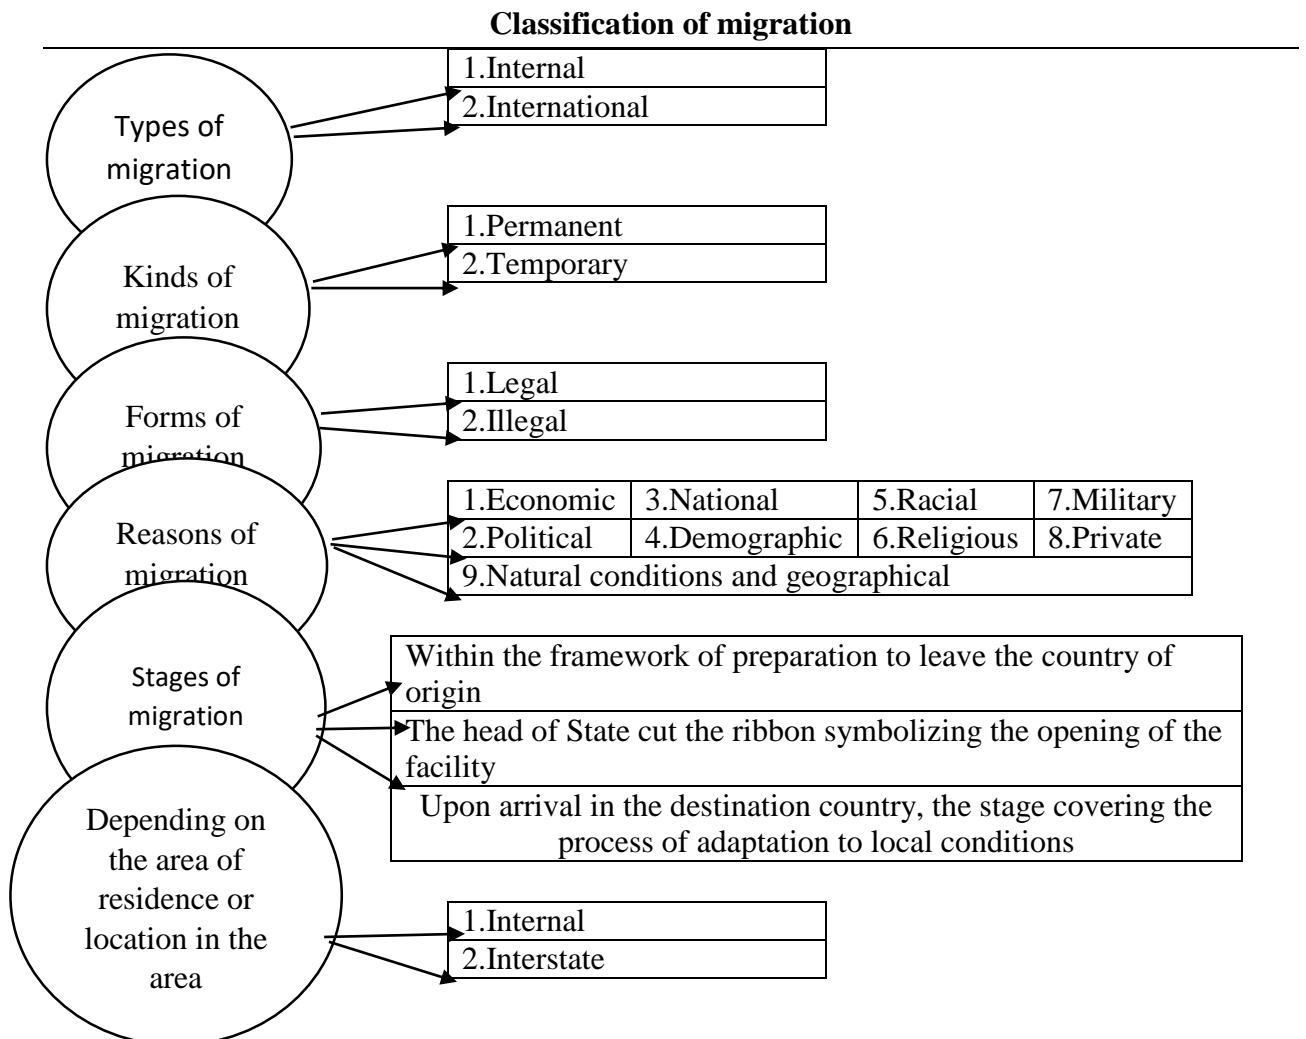 Classification of migration
Types of
migration
1.Internal
2.International
Kinds of
migration
1.Permanent
2.Temporary
Forms of
migration
1.Legal
2.Illegal
Reasons of
migration
1.Economic 3.National 5.Racial 7.Military
2.Political 4.Demographic 6.Religious 8.Private
9.Natural conditions and geographical
Stages of
migration
Within the framework of preparation to leave the country of
origin
The head of State cut the ribbon symbolizing the opening of the
facility
Upon arrival in the destination country, the stage covering the
process of adaptation to local conditions
Depending on
the area of
residence or
location in the
area
1.Internal
2.Interstate